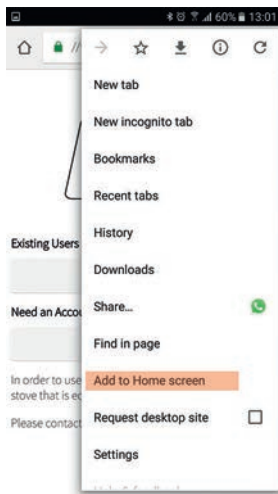 60% 13:01
//
New tab
New incognito tab
Bookmarks
Recent tabs
History
Existing Users
Downloads
Share...
Need an Accou
Find in page
In order to use
Add to Home screen
stove that is ec
Request desktop site
Please contact
Settings